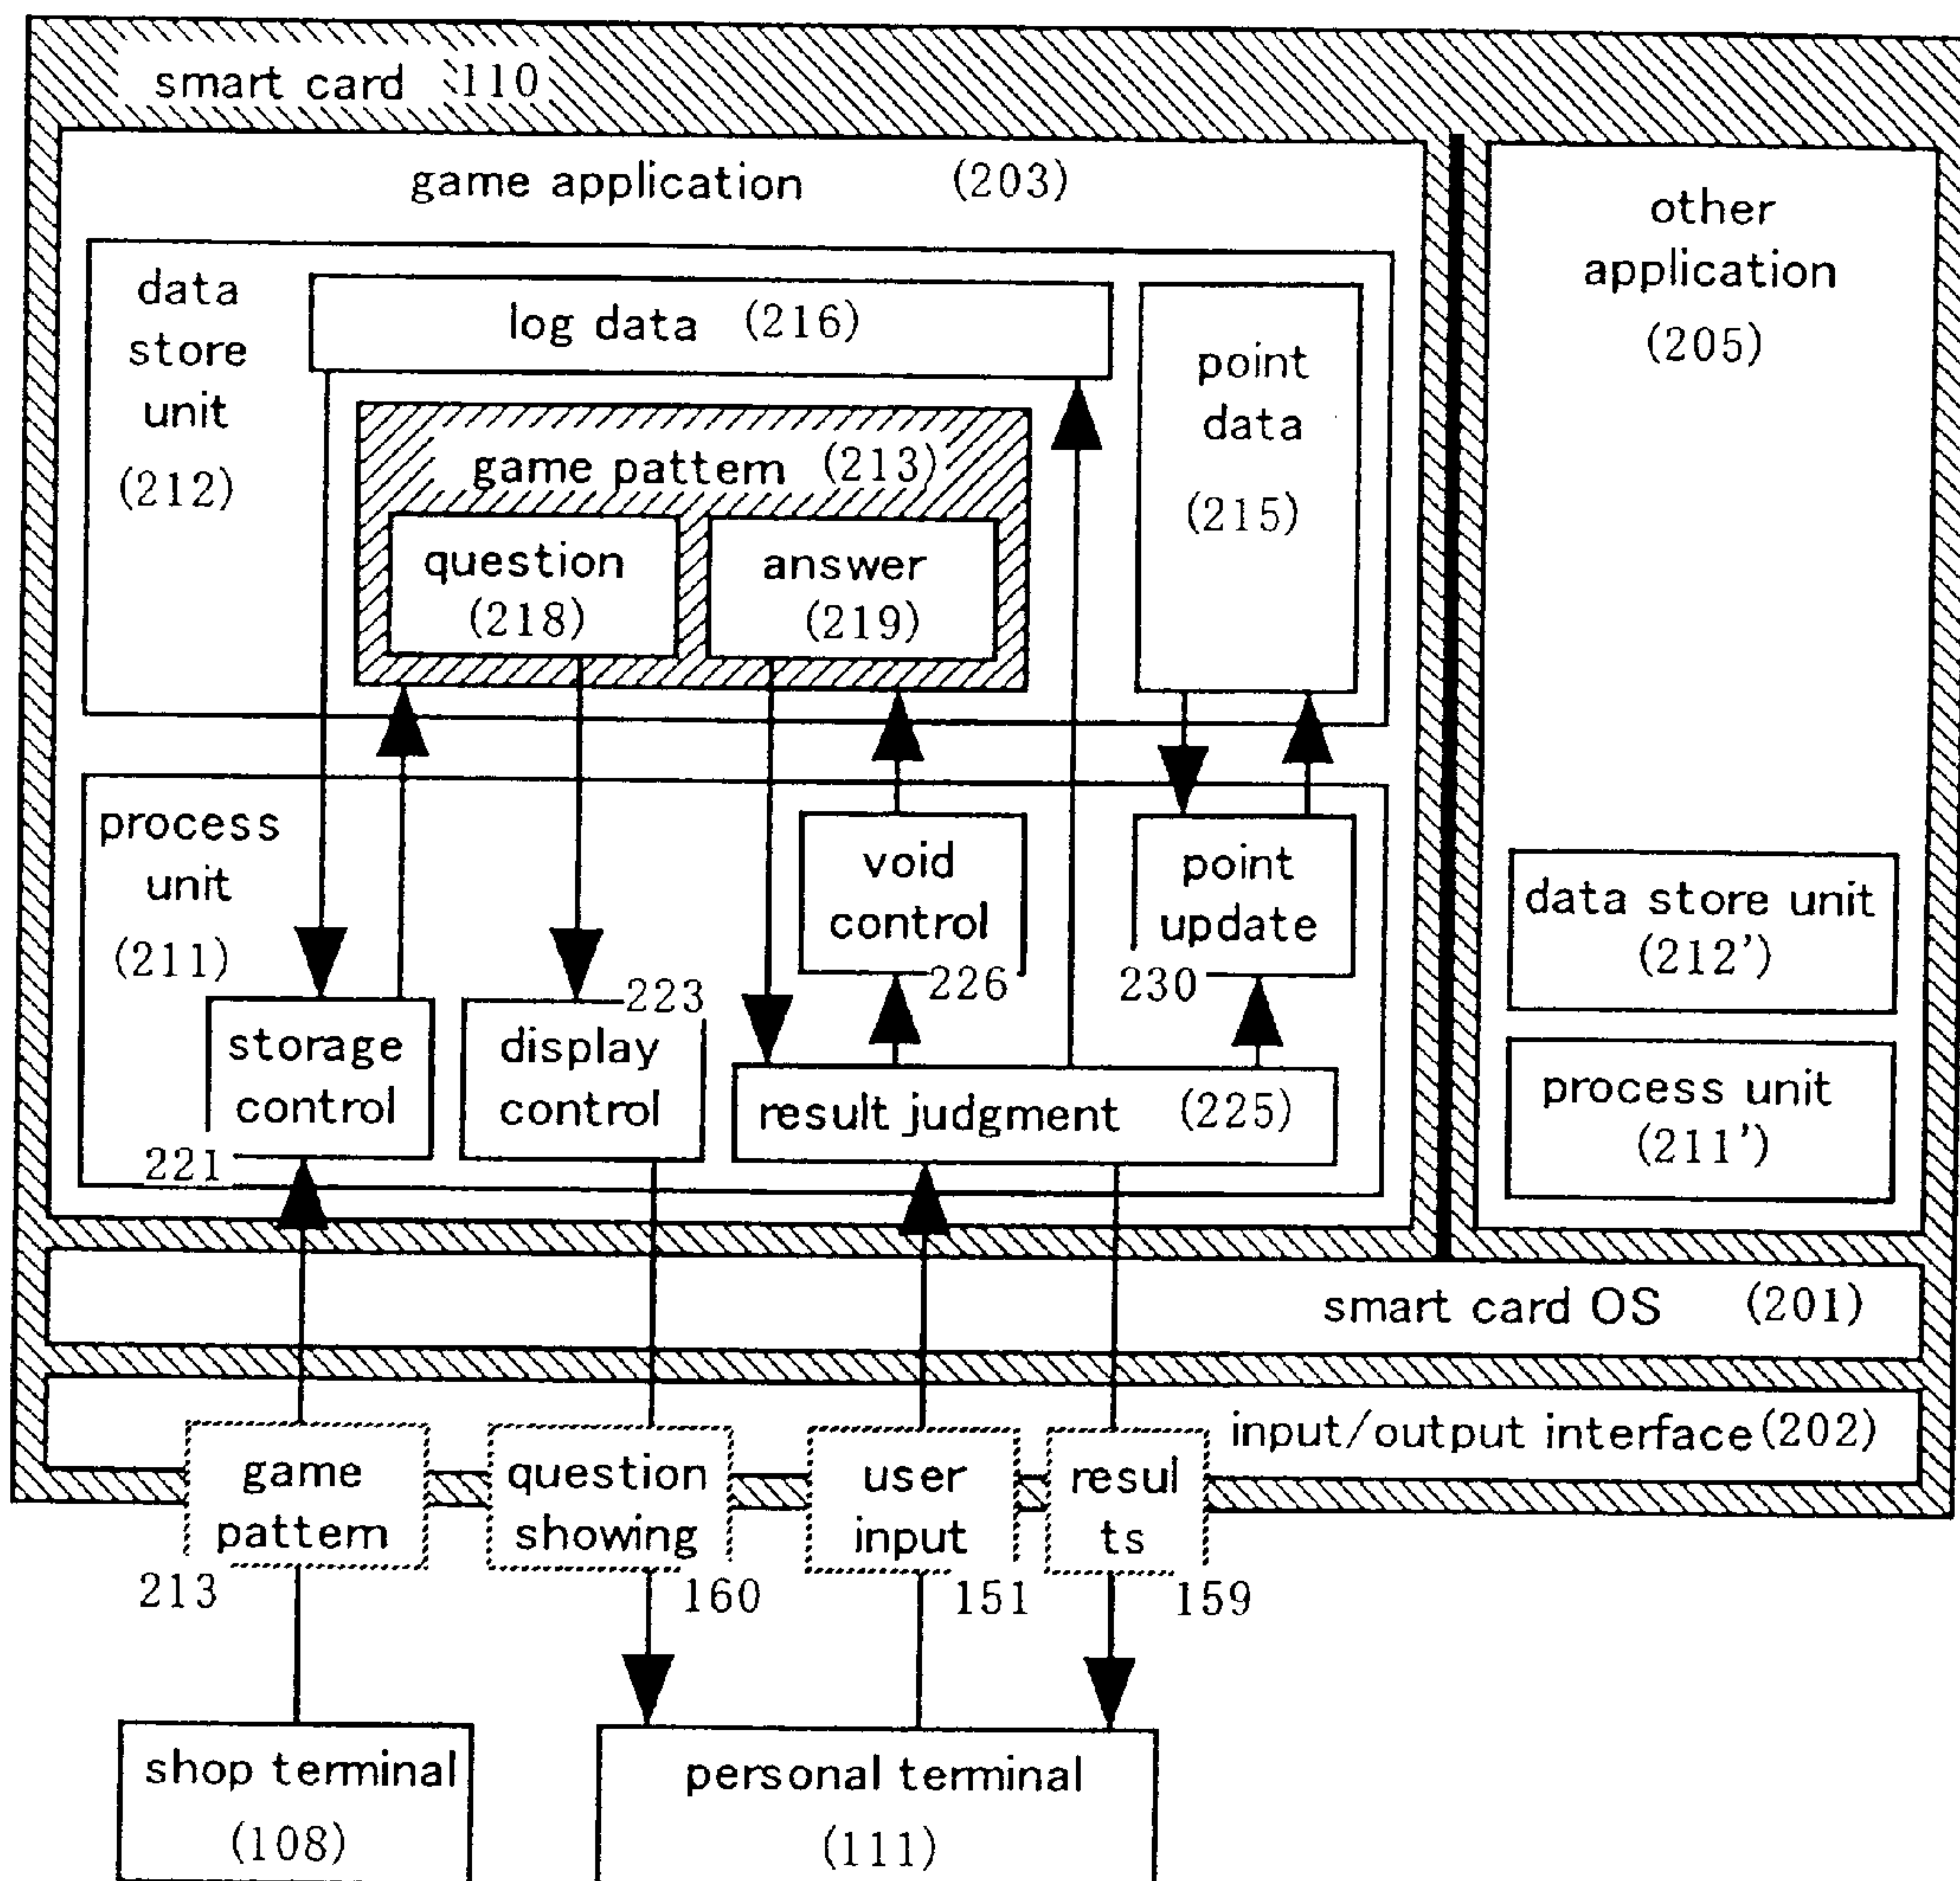 smart card 110
game application (203)
data
store
unit
(212)
log data (216)
game pattern (213)
question
(218)
answer
(219)
point
data
(215)
other
application
(205)
process
unit
(211)
void
control
226
point
update
230
storage
control
221
display
control
223
result judgment (225)
data store unit
(212')
process unit
(211')
smart card OS (201)
input/output interface (202)
game
pattern
213
question
showing
160
user
input
151
resul
ts
159
shop terminal
(108)
personal terminal
(111)